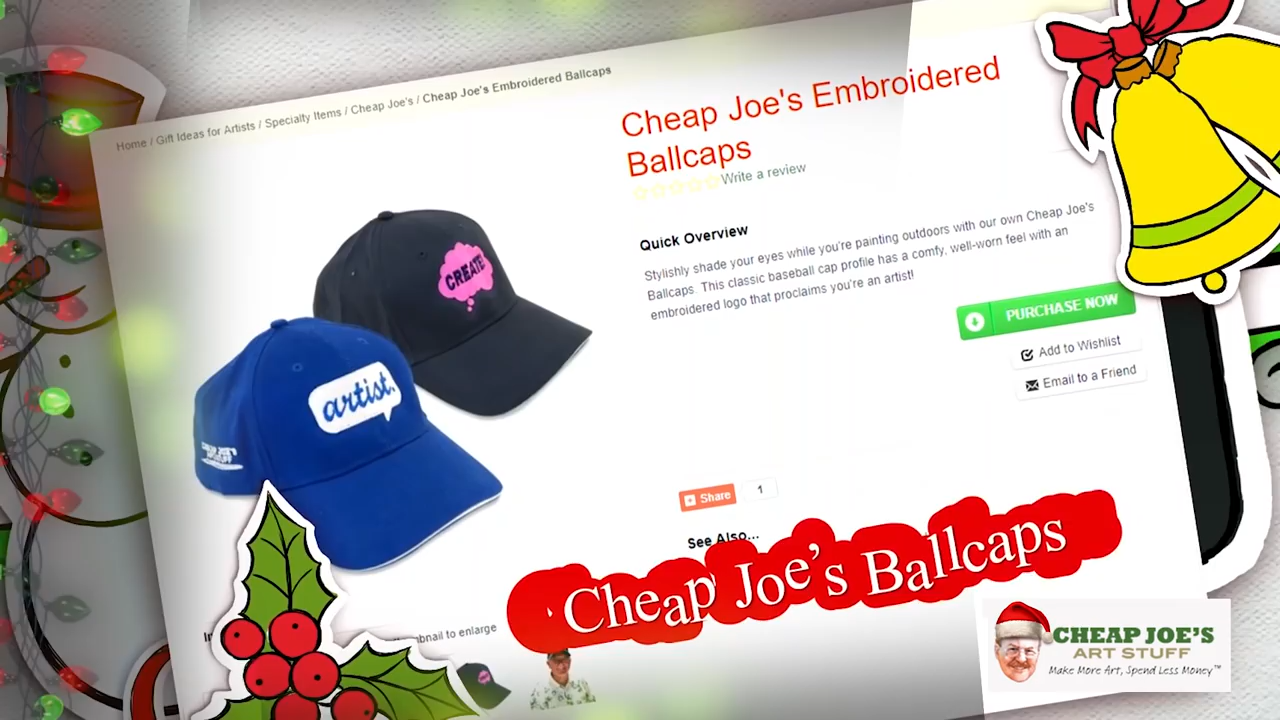 Home / Gift Ideas for Artists / Specialty Items / Cheap Joe's / Cheap Joe's Embroidered Ballcaps
Cheap Joe's Embroidered
Ballcaps
Write a review
Quick Overview
Stylishly shade your eyes while you're painting outdoors with our own Cheap Joe's
Ballcaps. This classic baseball cap profile has a comfy, well-worn feel with an
embroidered logo that proclaims you're an artist!
CREATE!
artist.
CHEAP JOE'S
PURCHASE NOW
Add to Wishlist
Email to a Friend
Share
1
See Also...
Cheap Joe’s Ballcaps
to enlarge
CHEAP JOE'S
ART STUFF
Make More Art, Spend Less Money™